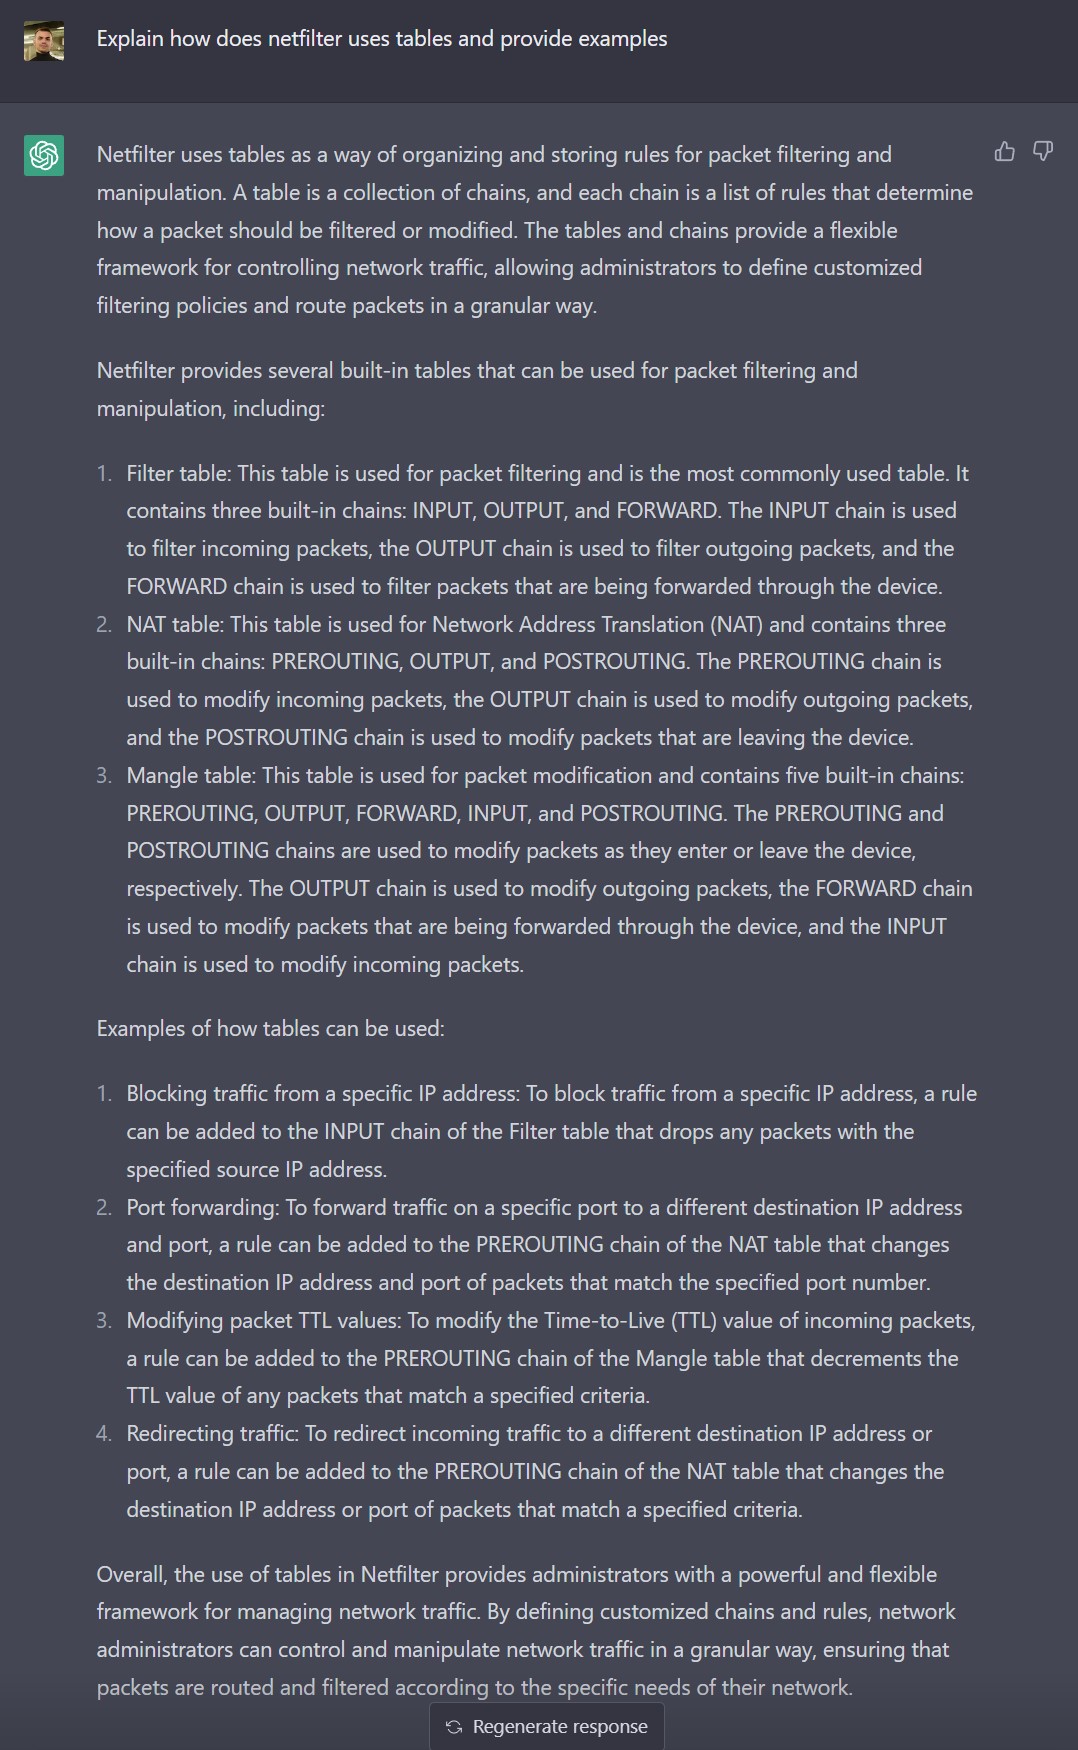 Explain how does netfilter uses tables and provide examples
Netfilter uses tables as a way of organizing and storing rules for packet filtering and
manipulation. A table is a collection of chains, and each chain is a list of rules that determine
how a packet should be filtered or modified. The tables and chains provide a flexible
framework for controlling network traffic, allowing administrators to define customized
filtering policies and route packets in a granular way.
Netfilter provides several built-in tables that can be used for packet filtering and
manipulation, including:
1. Filter table: This table is used for packet filtering and is the most commonly used table. It
contains three built-in chains: INPUT, OUTPUT, and FORWARD. The INPUT chain is used
to filter incoming packets, the OUTPUT chain is used to filter outgoing packets, and the
FORWARD chain is used to filter packets that are being forwarded through the device.
2. NAT table: This table is used for Network Address Translation (NAT) and contains three
built-in chains: PREROUTING, OUTPUT, and POSTROUTING. The PREROUTING chain is
used to modify incoming packets, the OUTPUT chain is used to modify outgoing packets,
and the POSTROUTING chain is used to modify packets that are leaving the device.
3. Mangle table: This table is used for packet modification and contains five built-in chains:
PREROUTING, OUTPUT, FORWARD, INPUT, and POSTROUTING. The PREROUTING and
POSTROUTING chains are used to modify packets as they enter or leave the device,
respectively. The OUTPUT chain is used to modify outgoing packets, the FORWARD chain
is used to modify packets that are being forwarded through the device, and the INPUT
chain is used to modify incoming packets.
Examples of how tables can be used:
1. Blocking traffic from a specific IP address: To block traffic from a specific IP address, a rule
can be added to the INPUT chain of the Filter table that drops any packets with the
specified source IP address.
2. Port forwarding: To forward traffic on a specific port to a different destination IP address
and port, a rule can be added to the PREROUTING chain of the NAT table that changes
the destination IP address and port of packets that match the specified port number.
3. Modifying packet TTL values: To modify the Time-to-Live (TTL) value of incoming packets,
a rule can be added to the PREROUTING chain of the Mangle table that decrements the
TTL value of any packets that match a specified criteria.
4. Redirecting traffic: To redirect incoming traffic to a different destination IP address or
port, a rule can be added to the PREROUTING chain of the NAT table that changes the
destination IP address or port of packets that match a specified criteria.
Overall, the use of tables in Netfilter provides administrators with a powerful and flexible
framework for managing network traffic. By defining customized chains and rules, network
administrators can control and manipulate network traffic in a granular way, ensuring that
packets are routed and filtered according to the specific needs of their network.
Regenerate response